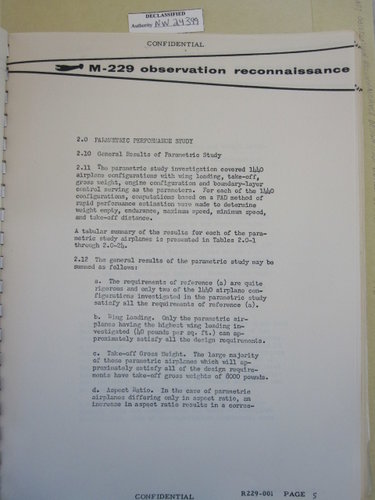 DECLASSIFIED
Authority NW 29399
CONFIDENTIAL
M-229 observation reconnaissance
2.0 PARAMETRIC PERFORMANCE STUDY
2.10 General Results of Parametric Study
2.11 The parametric study investigation covered 1440
airplane configurations with wing loading, take-off,
gross weight, engine configuration and boundary-layer
control serving as the parameters. For each of the 1440
configurations, computations based on a FAD method of
rapid performance estimation were made to determine
weight empty, endurance, maximum speed, minimum speed,
and take-off distance.
A tabular summary of the results for each of the para-
metric study airplanes is presented in Tables 2.0-1
through 2.0-24.
2.12 The general results of the parametric study may be
summed as follows:
a. The requirements of reference (a) are quite
rigorous and only two of the 1440 airplane con-
figurations investigated in the parametric study
satisfy all the requirements of reference (a).
b. Wing Loading. Only the parametric air-
planes having the highest wing loading in-
vestigated (40 pounds per sq. ft.) can ap-
proximately satisfy all the design requirements.
c. Take-off Gross Weight. The large majority
of these parametric airplanes which will ap-
proximately satisfy all of the design require-
ments have take-off gross weights of 8000 pounds.
d. Aspect Ratio. In the case of parametric
airplanes differing only in aspect ratio, an
increase in aspect ratio results in a corres-
R229-001 PAGE 5
CONFIDENTIAL